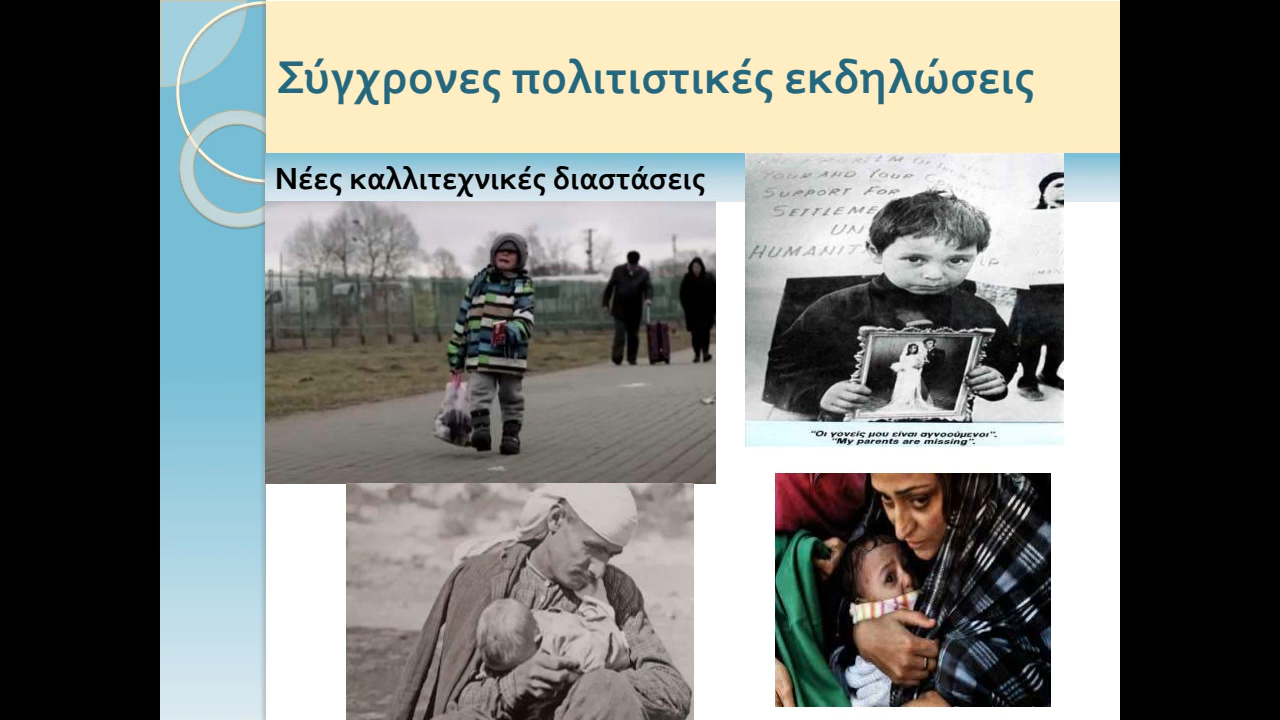 Σύγχρονες πολιτιστικές εκδηλώσεις
Νέες καλλιτεχνικές διαστάσεις
YOUR AND YOUR
SUPPORT FOR
SETTLEME
UN
HUMANIT
"Οι γονείς μου είναι αγνοούμενοι".
"My parents are missing".